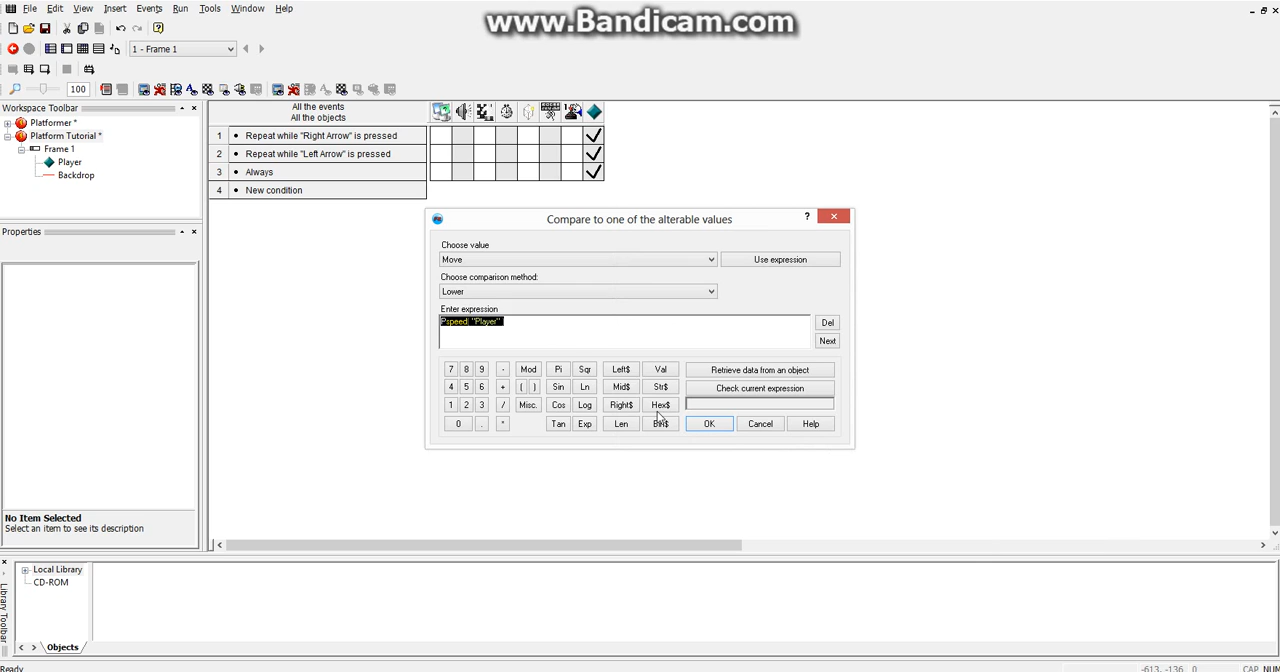 File Edit View Insert Events Run Tools Window Help
www.Bandicam.com
1 - Frame 1
100
Workspace Toolbar
Platformer *
Platform Tutorial *
Frame 1
Player
Backdrop
Properties
No Item Selected
Select an item to see its description
All the events
All the objects
1 • Repeat while "Right Arrow" is pressed
2 • Repeat while "Left Arrow" is pressed
3 • Always
4 • New condition
Compare to one of the alterable values ?
Choose value
Move Use expression
Choose comparison method:
Lower
Enter expression
Pspeed( "Player" Del
Next
7 8 9 - Mod Pi Sqr Left$ Val Retrieve data from an object
4 5 6 + ( ) Sin Ln Mid$ Str$ Check current expression
1 2 3 / Misc. Cos Log Right$ Hex$
0 . * Tan Exp Len Bin$ OK Cancel Help
Library Toolbar
Local Library
CD-ROM
Objects
Ready -613, -136 0 CAP NUM